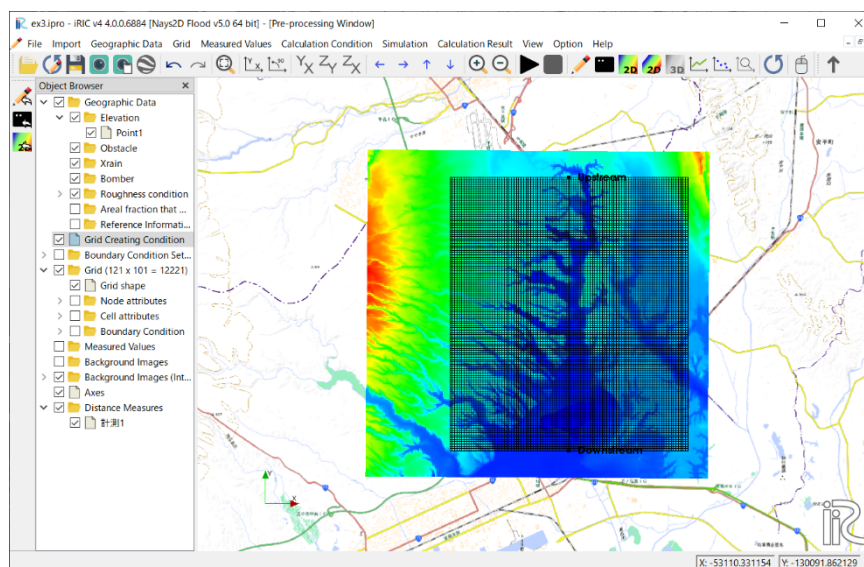 ex3.ipro - iRIC v4 4.0.0.6884 [Nays2D Flood v5.0 64 bit] - [Pre-processing Window]
File Import Geographic Data Grid Measured Values Calculation Condition Simulation Calculation Result View Option Help
2D 2D 3D
Object Browser
Geographic Data
Elevation
Point1
Obstacle
Xrain
Bomber
Roughness condition
Areal fraction that ...
Reference Informati...
Grid Creating Condition
Boundary Condition Set...
Grid (121 x 101 = 12221)
Grid shape
Node attributes
Cell attributes
Boundary Condition
Measured Values
Background Images
Background Images (Int...
Axes
Distance Measures
計測1
Upstream
Downstream
安平町
Y
X
iRIC
X: -53110.331154 Y: -130091.862129